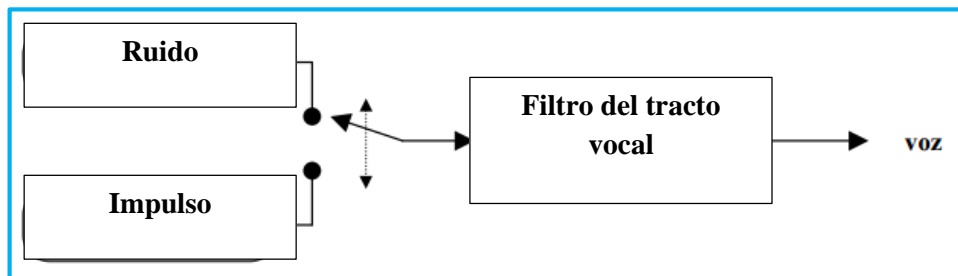 Ruido
Filtro del tracto
vocal
voz
Impulso